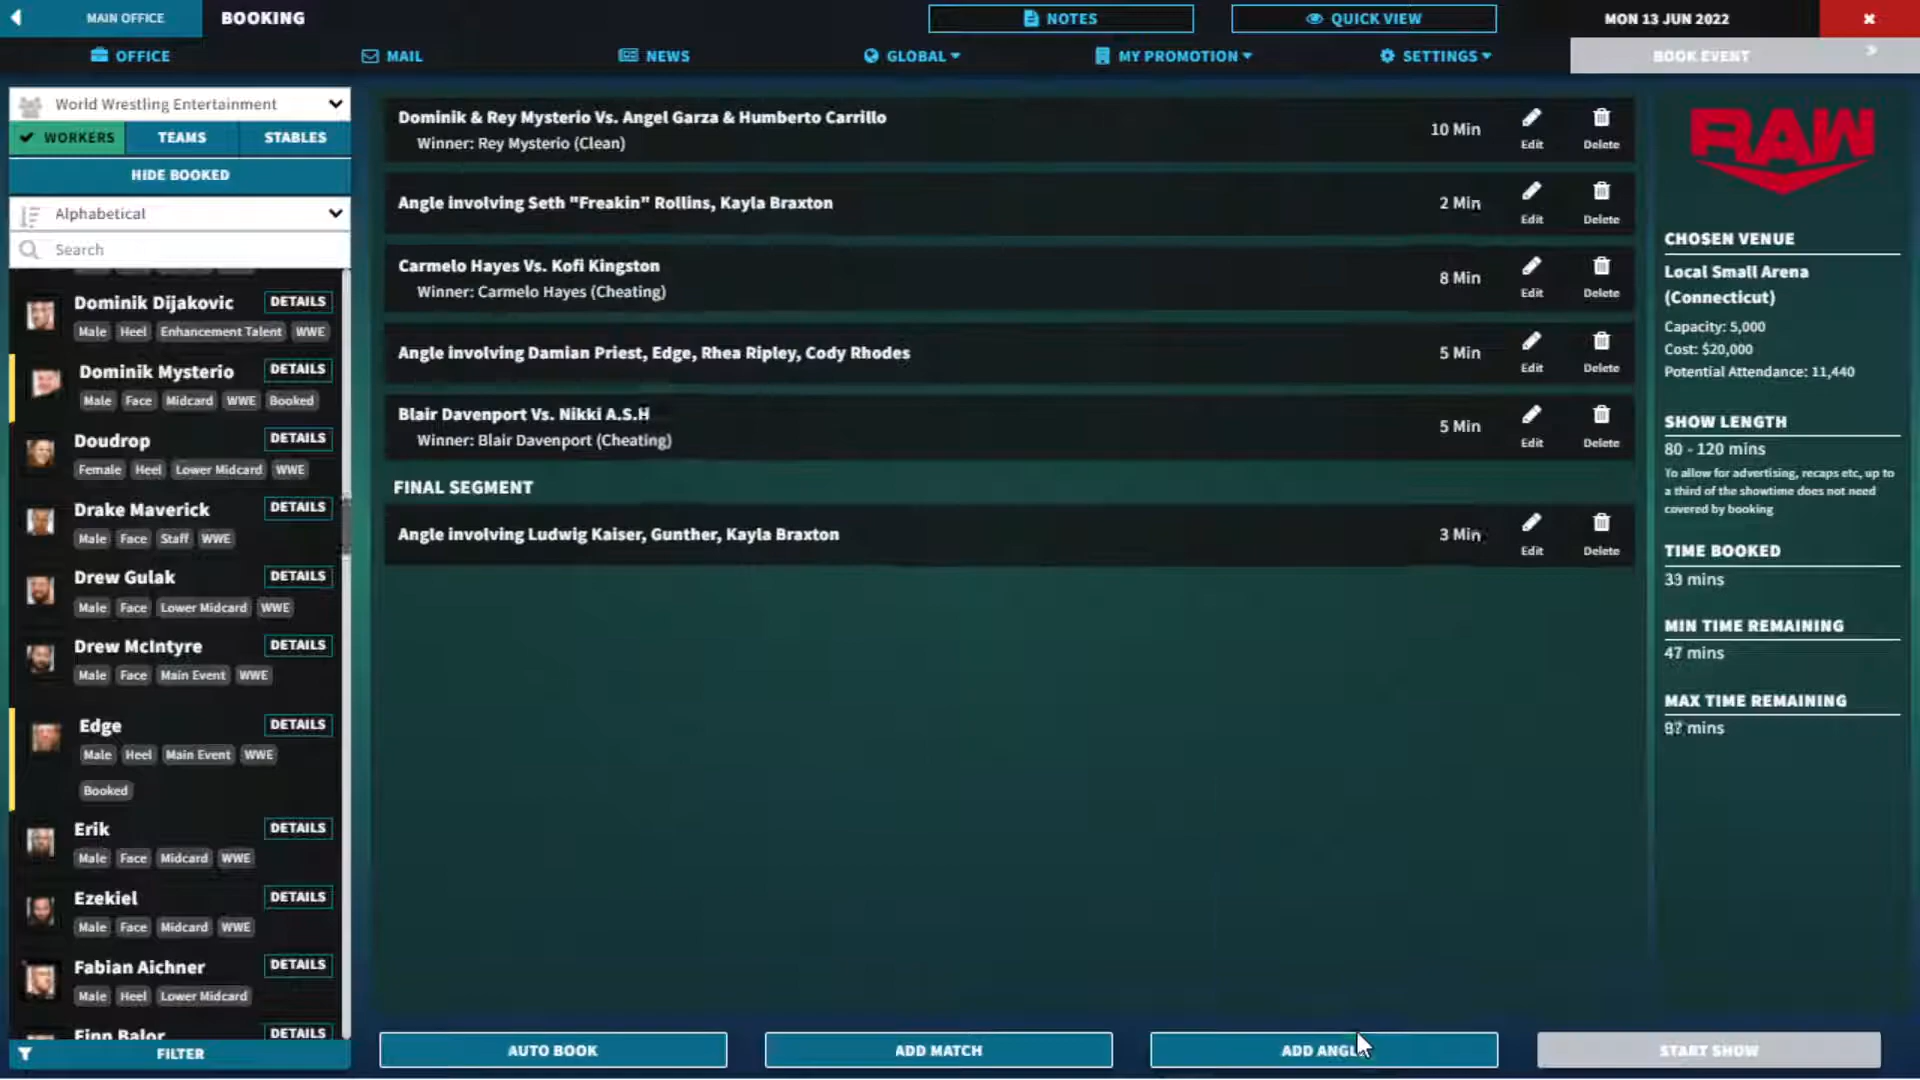 MAIN OFFICE
BOOKING
NOTES
QUICK VIEW
MON 13 JUN 2022
OFFICE
MAIL
NEWS
GLOBAL
MY PROMOTION
SETTINGS
BOOK EVENT
World Wrestling Entertainment
WORKERS
TEAMS
STABLES
HIDE BOOKED
Alphabetical
Search
Dominik Dijakovic
DETAILS
Male Heel Enhancement Talent WWE
Dominik Mysterio
DETAILS
Male Face Midcard WWE Booked
Doudrop
DETAILS
Female Heel Lower Midcard WWE
Drake Maverick
DETAILS
Male Face Staff WWE
Drew Gulak
DETAILS
Male Face Lower Midcard WWE
Drew McIntyre
DETAILS
Male Face Main Event WWE
Edge
DETAILS
Male Heel Main Event WWE
Booked
Erik
DETAILS
Male Face Midcard WWE
Ezekiel
DETAILS
Male Face Midcard WWE
Fabian Aichner
DETAILS
Male Heel Lower Midcard
Finn Balor
DETAILS
FILTER
Dominik & Rey Mysterio Vs. Angel Garza & Humberto Carrillo
Winner: Rey Mysterio (Clean)
10 Min
Edit
Delete
Angle involving Seth "Freakin" Rollins, Kayla Braxton
2 Min
Edit
Delete
Carmelo Hayes Vs. Kofi Kingston
Winner: Carmelo Hayes (Cheating)
8 Min
Edit
Delete
Angle involving Damian Priest, Edge, Rhea Ripley, Cody Rhodes
5 Min
Edit
Delete
Blair Davenport Vs. Nikki A.S.H
Winner: Blair Davenport (Cheating)
5 Min
Edit
Delete
FINAL SEGMENT
Angle involving Ludwig Kaiser, Gunther, Kayla Braxton
3 Min
Edit
Delete
AUTO BOOK
ADD MATCH
ADD ANGLE
START SHOW
RAW
CHOSEN VENUE
Local Small Arena
(Connecticut)
Capacity: 5,000
Cost: $20,000
Potential Attendance: 11,440
SHOW LENGTH
80 - 120 mins
To allow for advertising, recaps etc, up to
a third of the showtime does not need
covered by booking
TIME BOOKED
33 mins
MIN TIME REMAINING
47 mins
MAX TIME REMAINING
87 mins